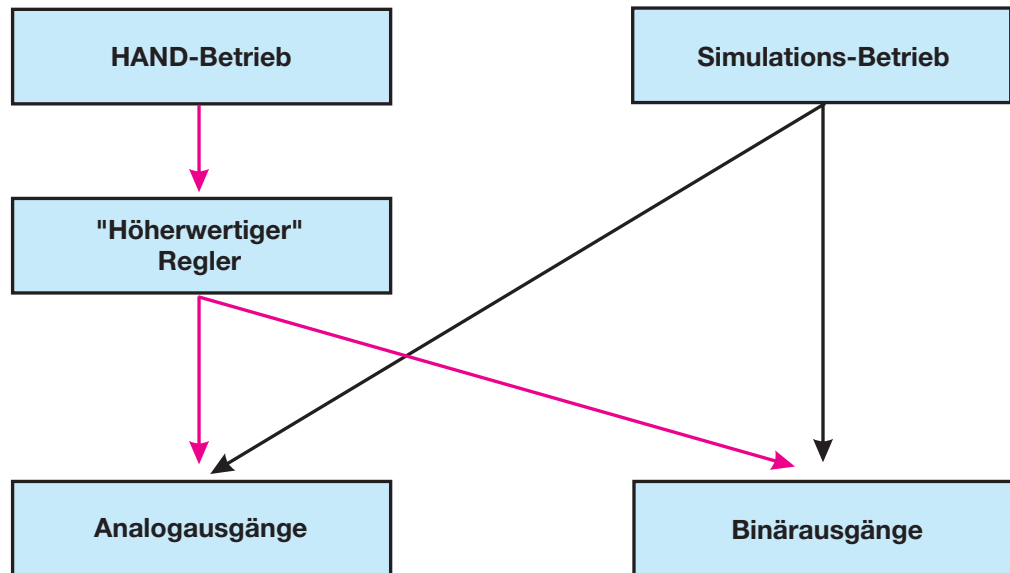 HAND-Betrieb
Simulations-Betrieb
"Höherwertiger"
Regler
Analogausgänge
Binärausgänge